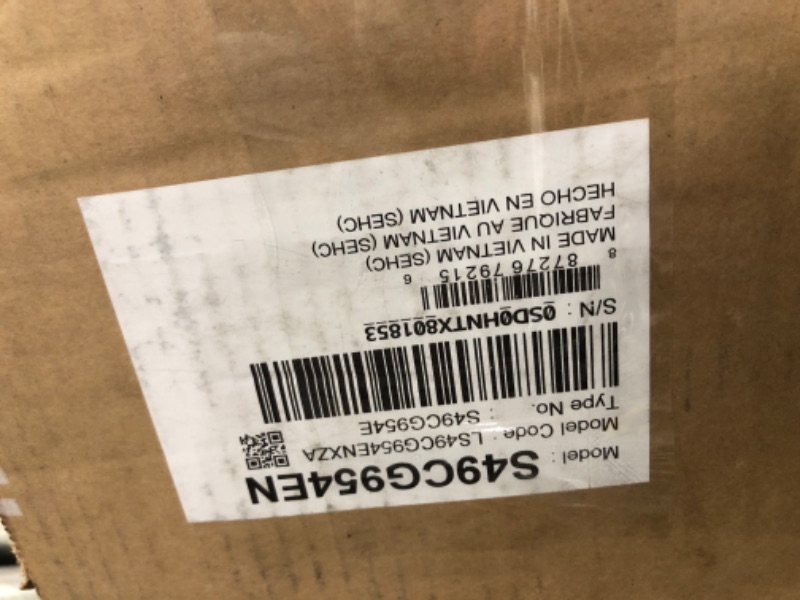 Model : S49CG954EN
Model Code : LS49CG954ENXZA
Type No. : S49CG954E
S/N : 0SD0HNTX801853
8 87276 79215 6
MADE IN VIETNAM (SEHC)
FABRIQUE AU VIETNAM (SEHC)
HECHO EN VIETNAM (SEHC)